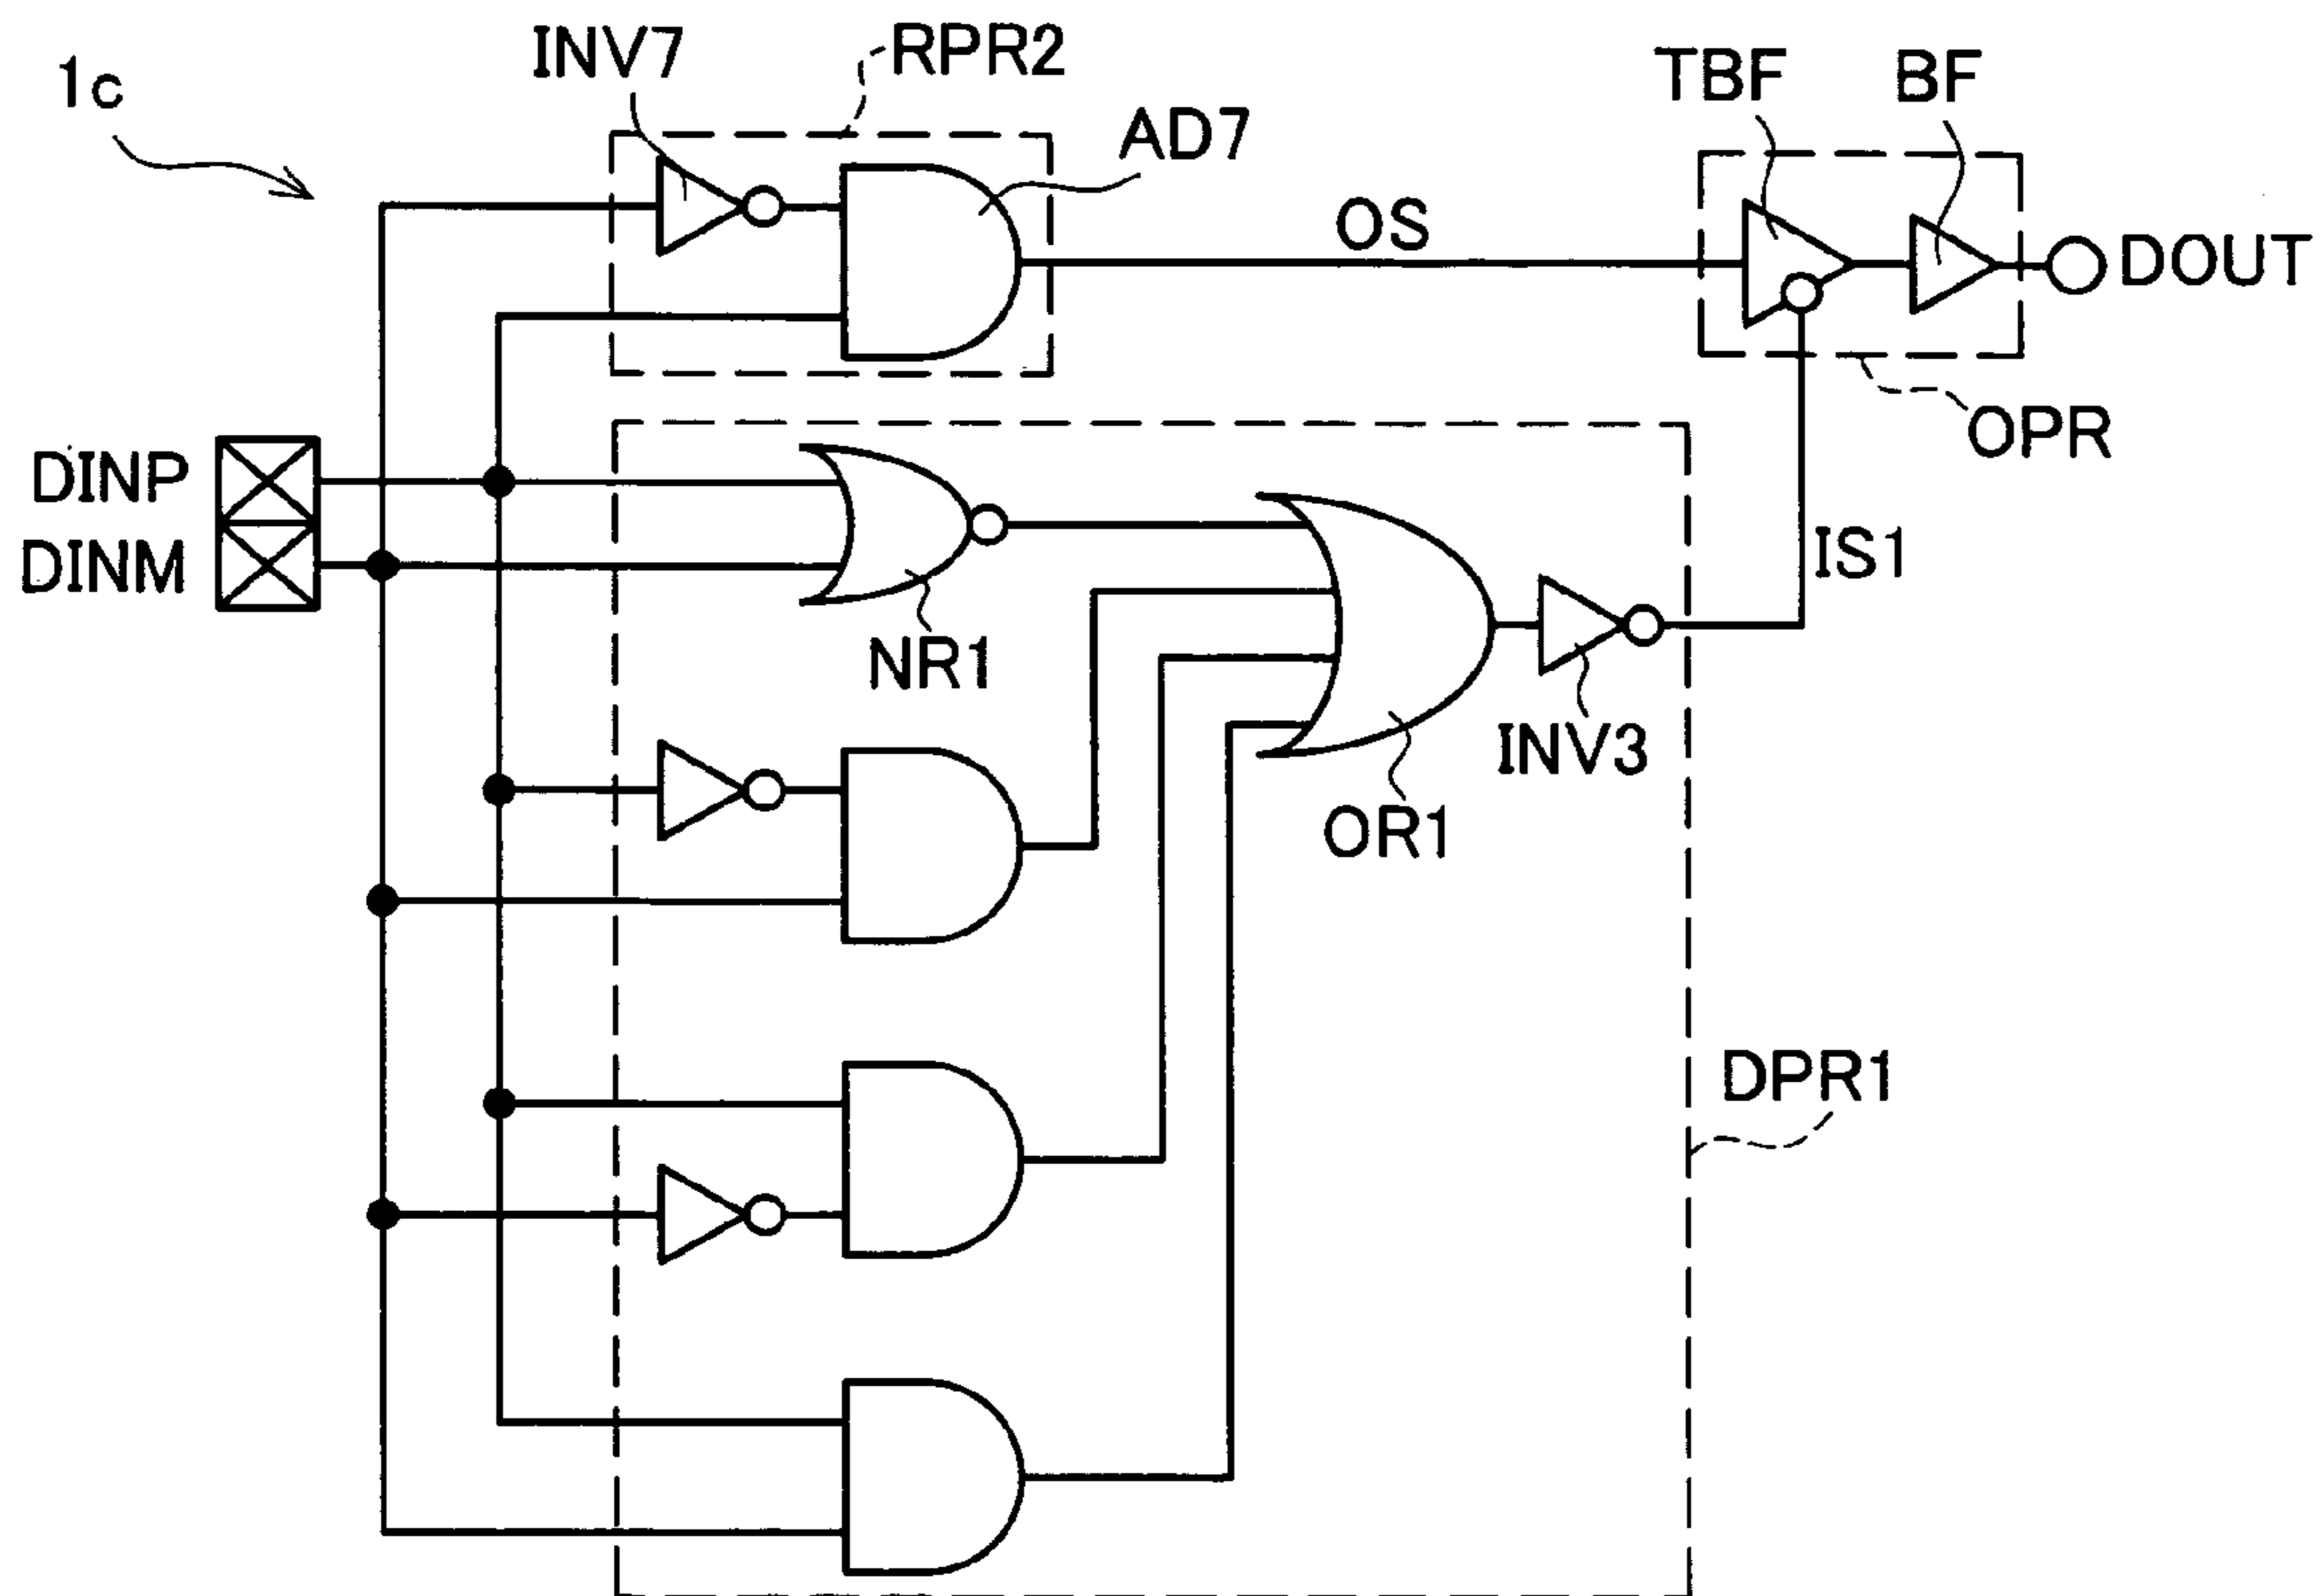 1c
INV7
RPR2
AD7
TBF
BF
OS
DOUT
OPR
DINP
DINM
NR1
IS1
INV3
OR1
DPR1